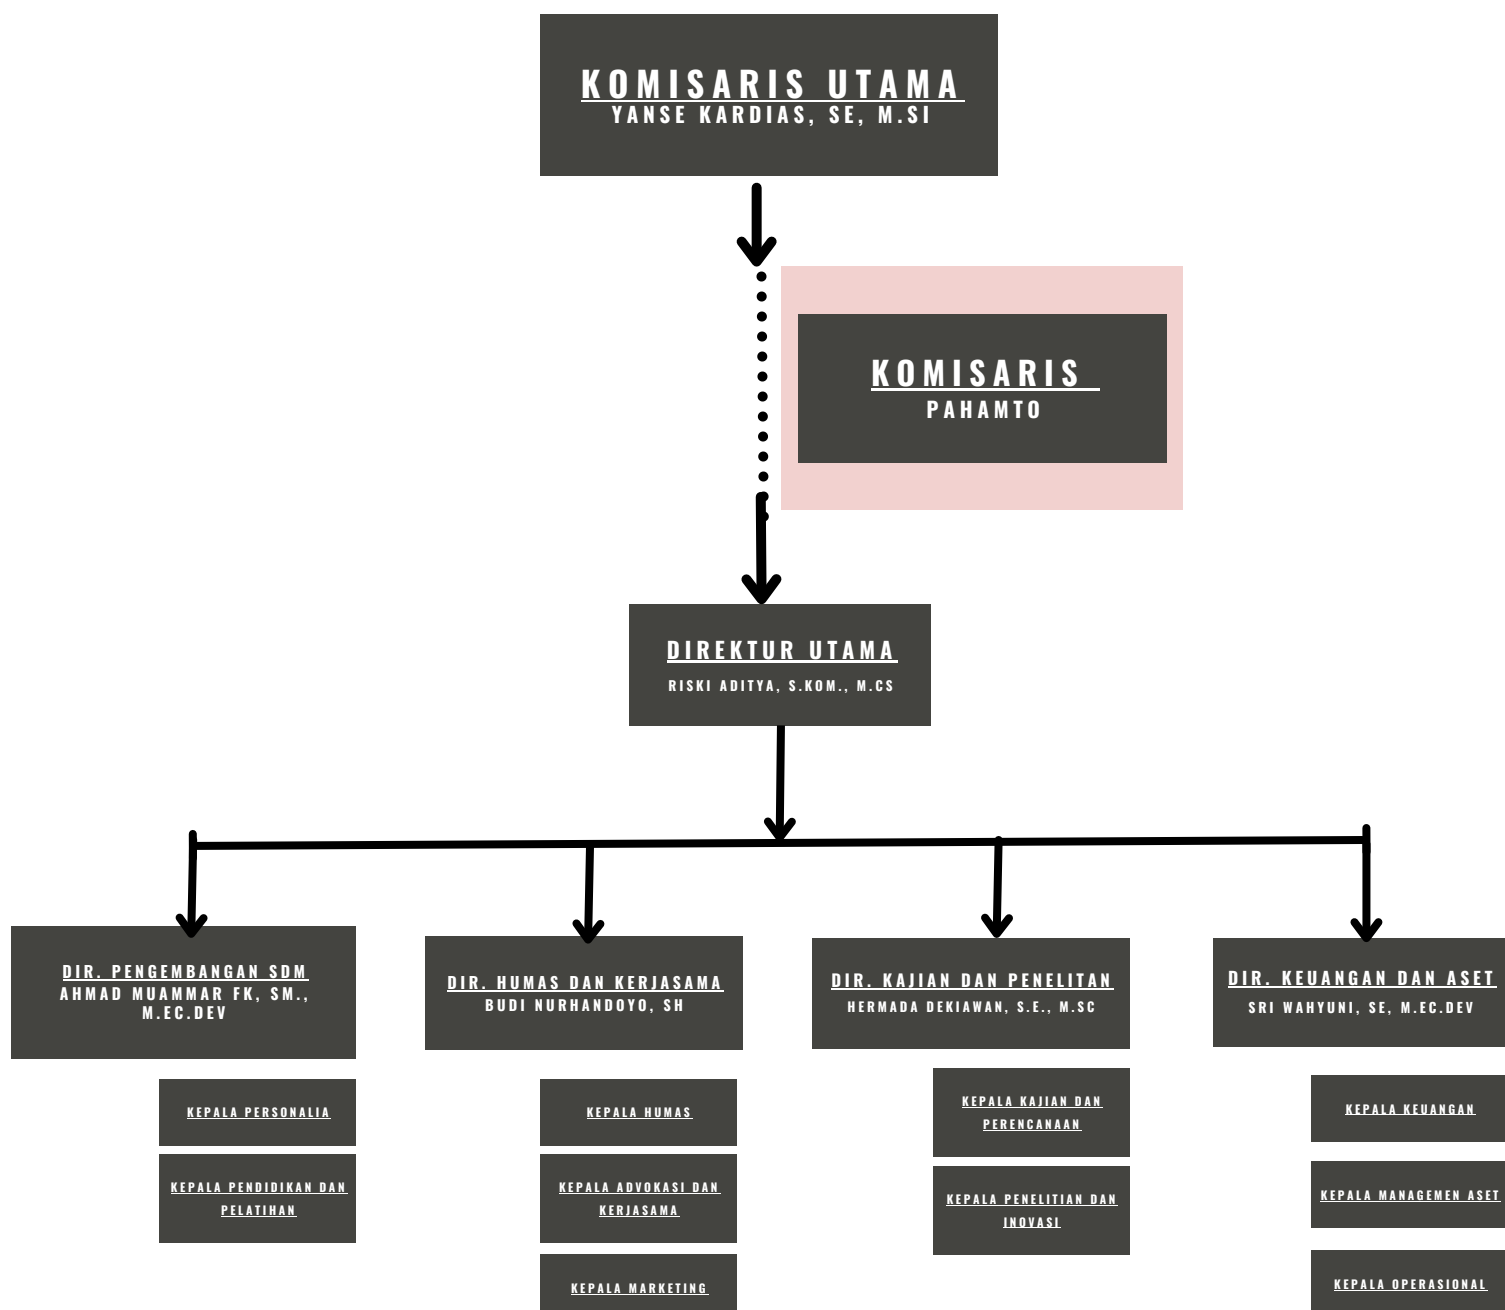 KOMISARIS UTAMA
YANSE KARDIAS, SE, M.SI
KOMISARIS
PAHAMTO
DIREKTUR UTAMA
RISKI ADITYA, S.KOM., M.CS
DIR. PENGEMBANGAN SDM
AHMAD MUAMMAR FK, SM.,
M.EC.DEV
DIR. HUMAS DAN KERJASAMA
BUDI NURHANDOYO, SH
DIR. KAJIAN DAN PENELITAN
HERMADA DEKIAWAN, S.E., M.SC
DIR. KEUANGAN DAN ASET
SRI WAHYUNI, SE, M.EC.DEV
KEPALA PERSONALIA
KEPALA PENDIDIKAN DAN
PELATIHAN
KEPALA HUMAS
KEPALA ADVOKASI DAN
KERJASAMA
KEPALA MARKETING
KEPALA KAJIAN DAN
PERENCANAAN
KEPALA PENELITIAN DAN
INOVASI
KEPALA KEUANGAN
KEPALA MANAGEMEN ASET
KEPALA OPERASIONAL